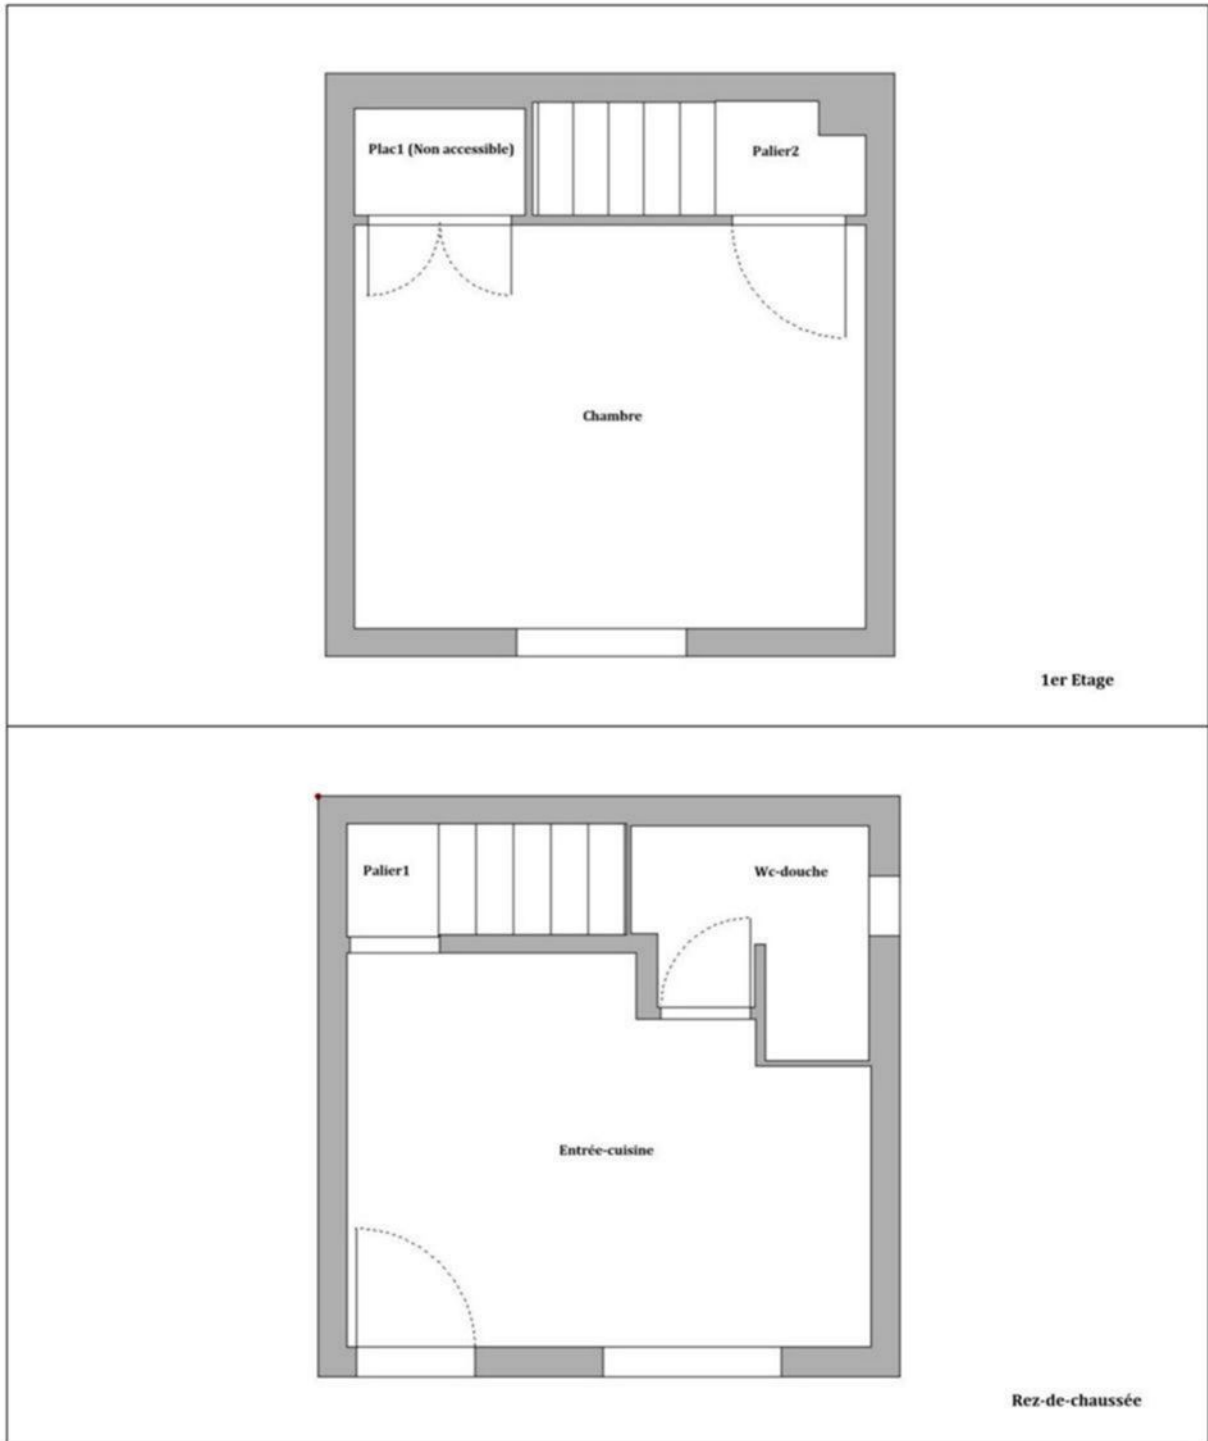 Plac1 (Non accessible)
Palier2
Chambre
1er Etage
Palier1
Wc-douche
Entrée-cuisine
Rez-de-chaussée